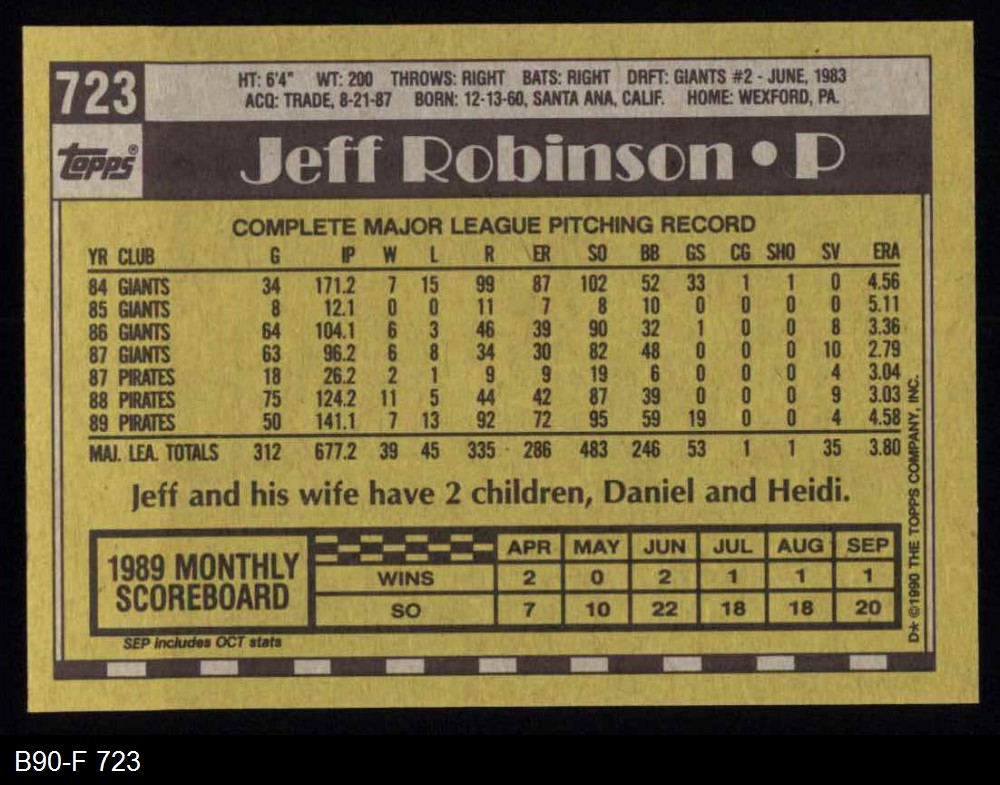 723
HT: 6'4" WT: 200 THROWS: RIGHT BATS: RIGHT DRFT: GIANTS #2 - JUNE, 1983
ACQ: TRADE, 8-21-87 BORN: 12-13-60, SANTA ANA, CALIF. HOME: WEXFORD, PA.
topps®
Jeff Robinson • P
COMPLETE MAJOR LEAGUE PITCHING RECORD
YR CLUB G IP W L R ER SO BB GS CG SHO SV ERA
84 GIANTS 34 171.2 7 15 99 87 102 52 33 1 1 0 4.56
85 GIANTS 8 12.1 0 0 11 7 8 10 0 0 0 0 5.11
86 GIANTS 64 104.1 6 3 46 39 90 32 1 0 0 8 3.36
87 GIANTS 63 96.2 6 8 34 30 82 48 0 0 0 10 2.79
87 PIRATES 18 26.2 2 1 9 9 19 6 0 0 0 4 3.04
88 PIRATES 75 124.2 11 5 44 42 87 39 0 0 0 9 3.03
89 PIRATES 50 141.1 7 13 92 72 95 59 19 0 0 4 4.58
MAJ. LEA. TOTALS 312 677.2 39 45 335 286 483 246 53 1 1 35 3.80
Jeff and his wife have 2 children, Daniel and Heidi.
1989 MONTHLY
SCOREBOARD
APR MAY JUN JUL AUG SEP
WINS 2 0 2 1 1 1
SO 7 10 22 18 18 20
SEP includes OCT stats
D* ©1990 THE TOPPS COMPANY, INC.
B90-F 723